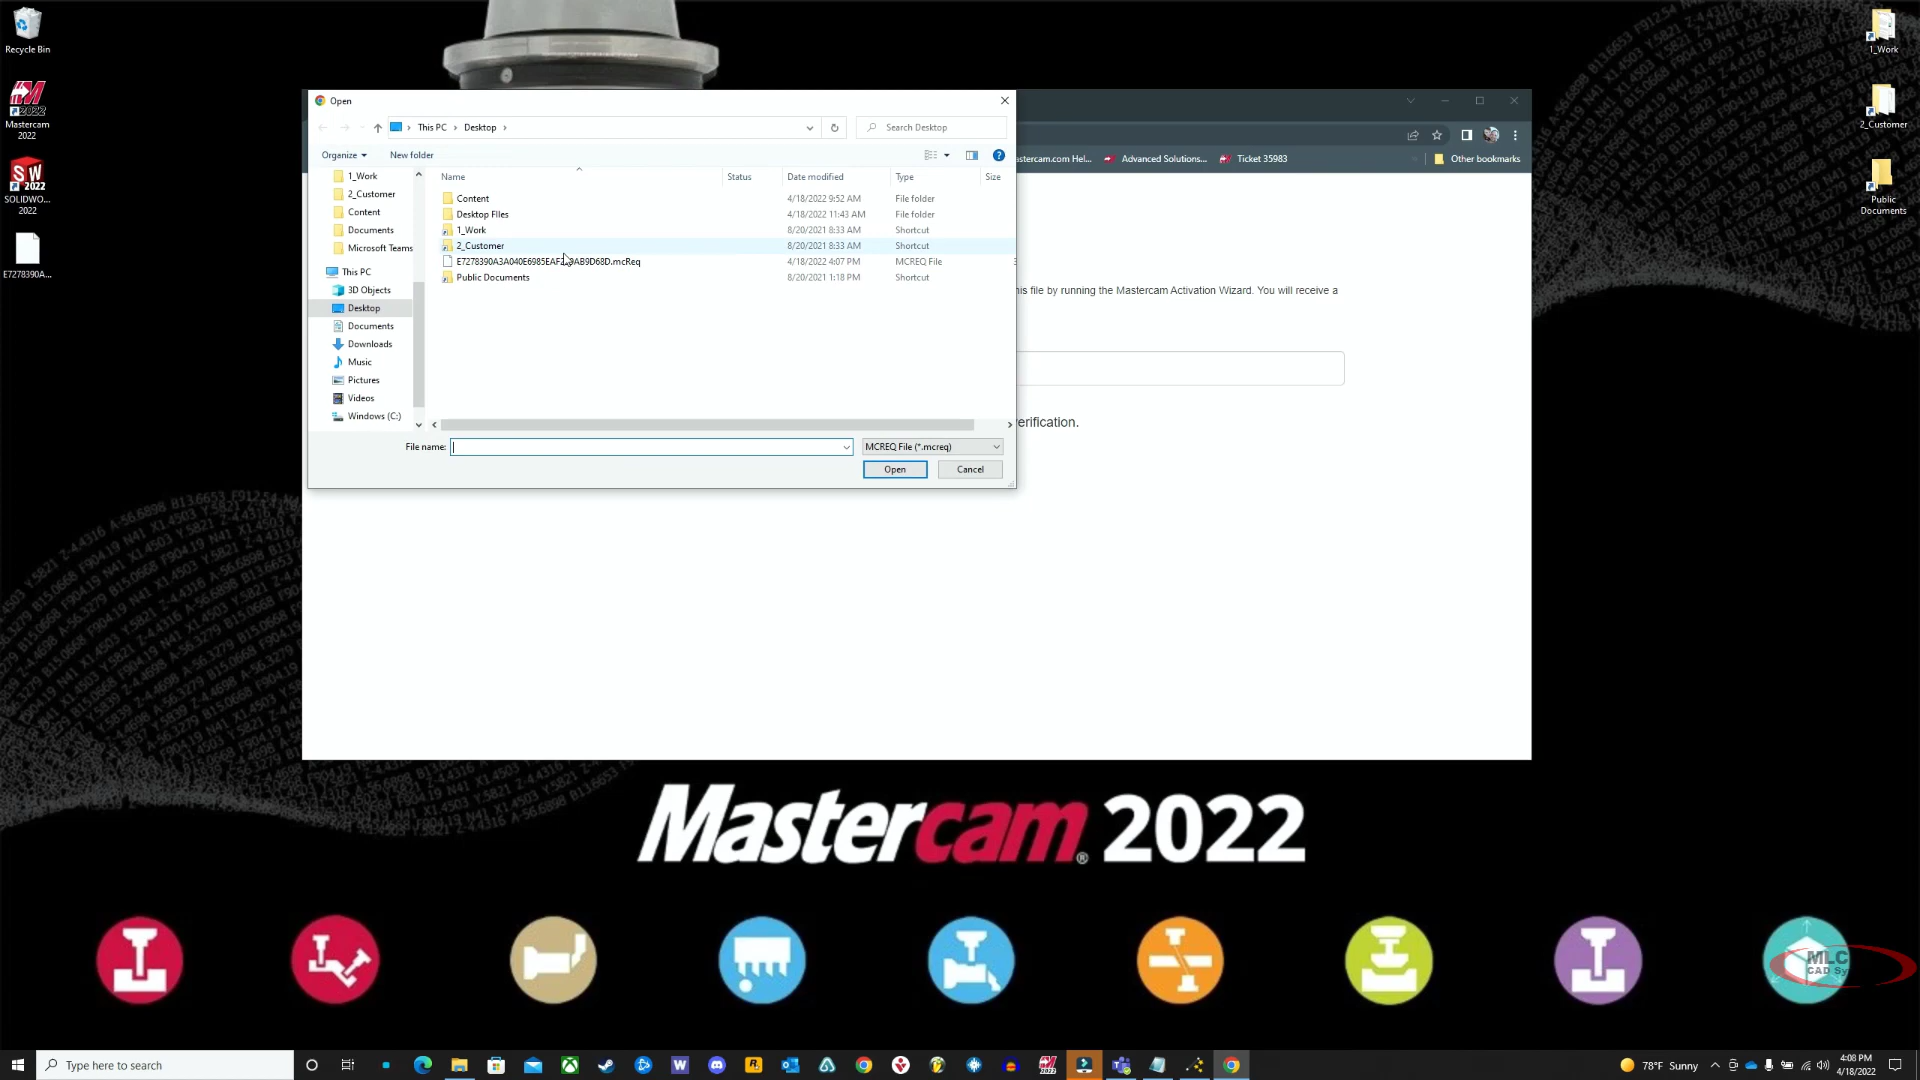 Recycle Bin
Mastercam
2022
SOLIDWO...
2022
E7278390A...
1_Work
2_Customer
Public
Documents
Open
This PC
Desktop
Search Desktop
Organize
New folder
Name
Status
Date modified
Type
Size
1_Work
2_Customer
Content
Documents
Microsoft Teams
This PC
3D Objects
Desktop
Documents
Downloads
Music
Pictures
Videos
Windows (C:)
Content 4/18/2022 9:52 AM File folder
Desktop FIles 4/18/2022 11:43 AM File folder
1_Work 8/20/2021 8:33 AM Shortcut
2_Customer 8/20/2021 8:33 AM Shortcut
4/18/2022 4:07 PM MCREQ File
Public Documents 8/20/2021 1:18 PM Shortcut
File name:
MCREQ File (*.mcreq)
Open
Cancel
astercam.com Hel...
Advanced Solutions...
Ticket 35983
Other bookmarks
his file by running the Mastercam Activation Wizard. You will receive a
erification.
Mastercam® 2022
MLC
CAD Sy
Type here to search
78°F Sunny
4:08 PM
4/18/2022